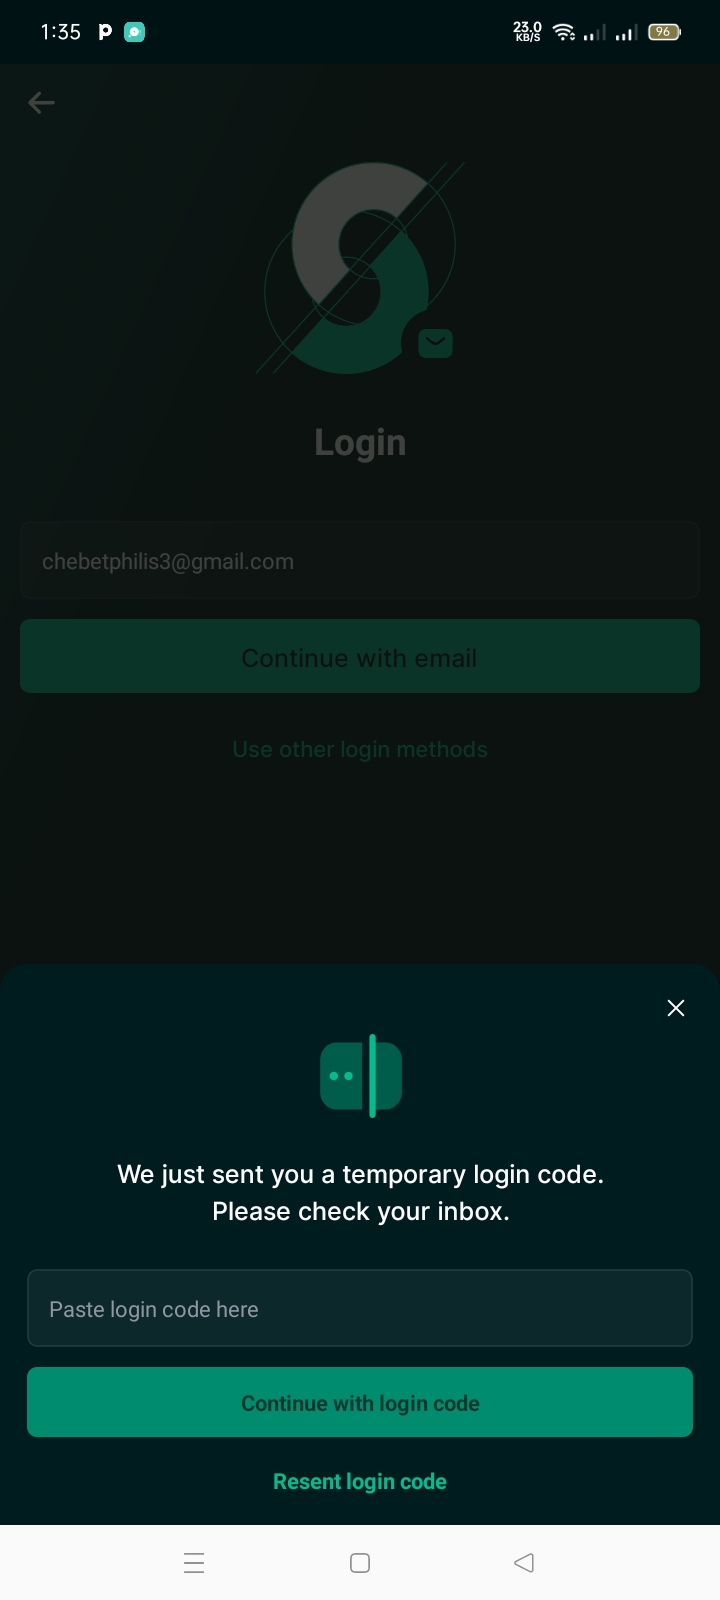 1:35
23.0
KB/S
96
Login
chebetphilis3@gmail.com
Continue with email
Use other login methods
We just sent you a temporary login code.
Please check your inbox.
Paste login code here
Continue with login code
Resent login code